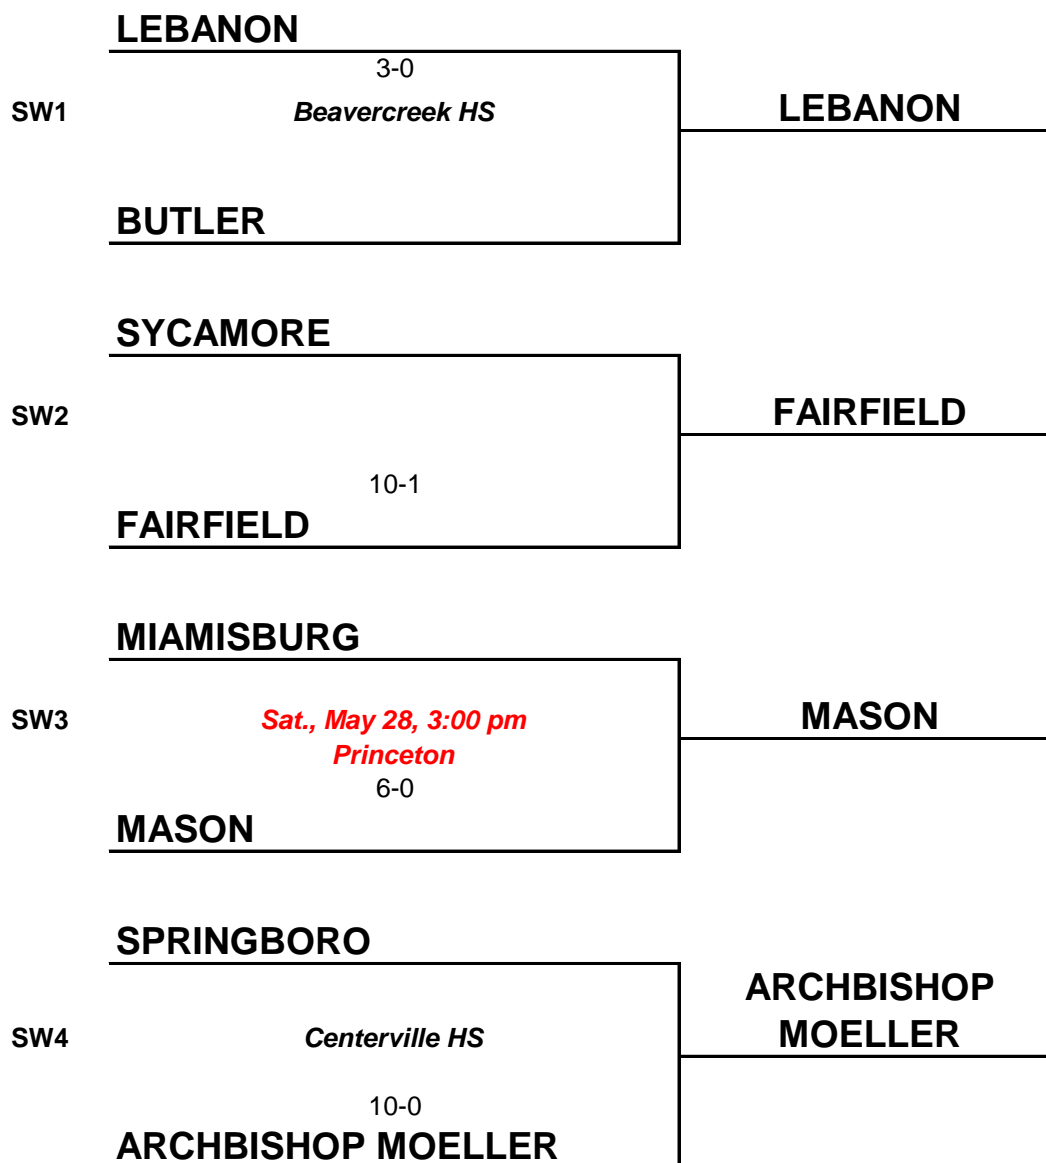 LEBANON
3-0
SW1
Beavercreek HS
LEBANON
BUTLER
SYCAMORE
SW2
FAIRFIELD
10-1
FAIRFIELD
MIAMISBURG
SW3
Sat., May 28, 3:00 pm
MASON
Princeton
6-0
MASON
SPRINGBORO
ARCHBISHOP
MOELLER
SW4
Centerville HS
10-0
ARCHBISHOP MOELLER